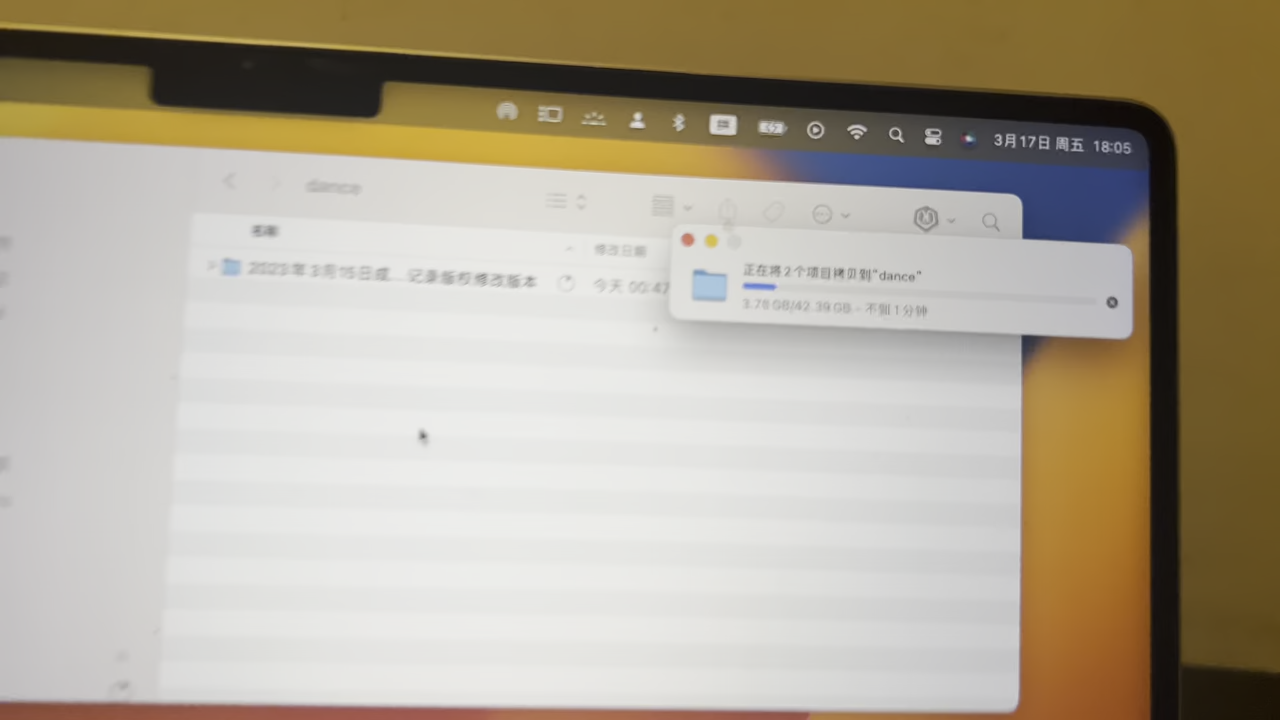 拼
3月17日 周五 18:05
dance
名称
修改日期
2023年3月15日成... 记录版权修改版本
今天 00:47
正在将2个项目拷贝到“dance”
3.78 GB/42.39 GB - 不到1分钟